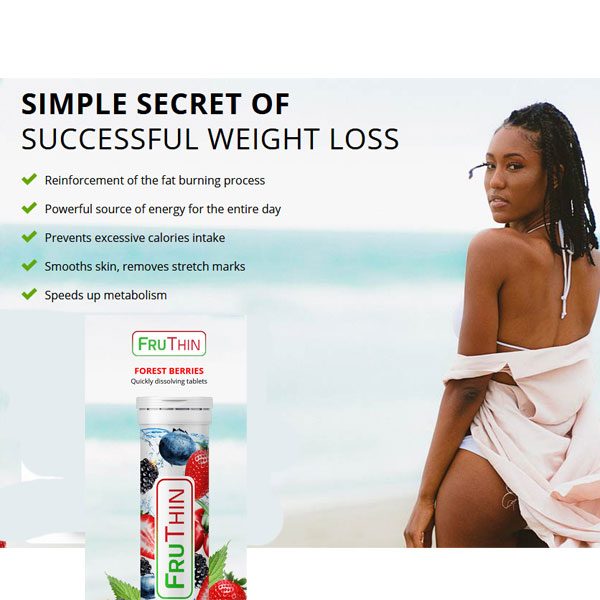 SIMPLE SECRET OF
SUCCESSFUL WEIGHT LOSS
Reinforcement of the fat burning process
Powerful source of energy for the entire day
Prevents excessive calories intake
Smooths skin, removes stretch marks
Speeds up metabolism
FRUTHIN
FOREST BERRIES
Quickly dissolving tablets
FRUTHIN